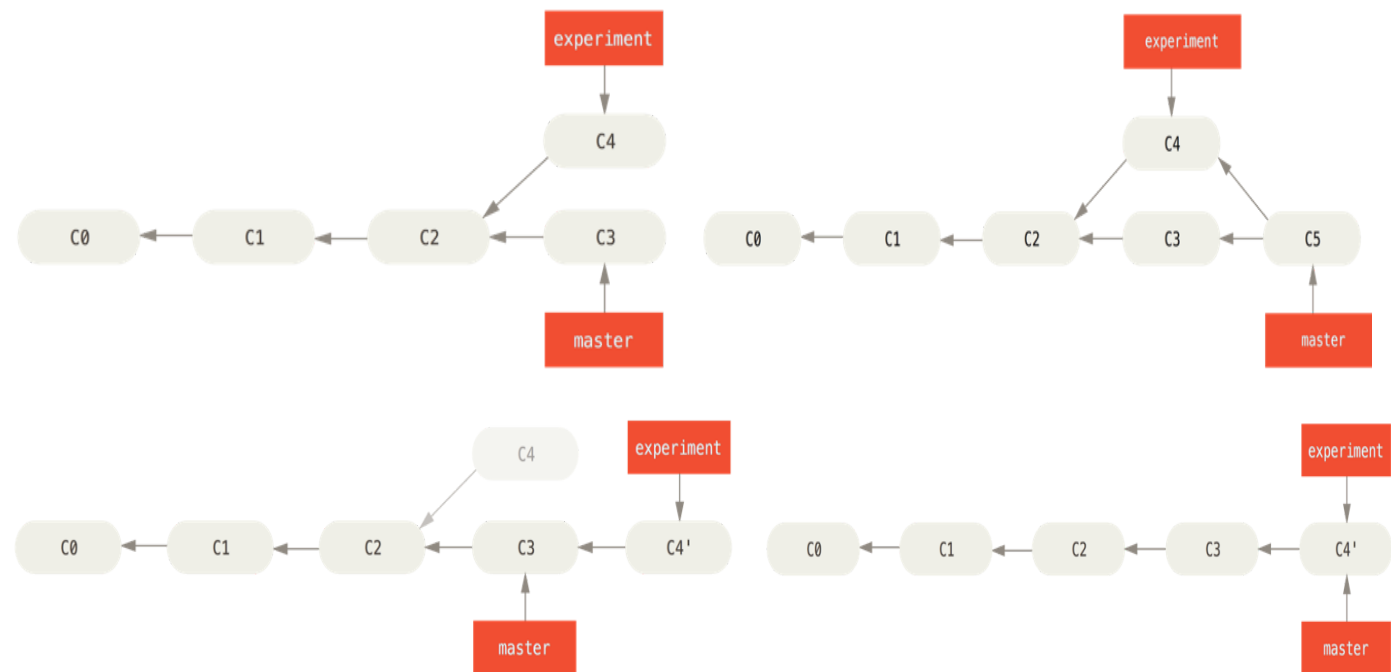 experiment
C4
C0 C1 C2 C3
master
experiment
C4
C0 C1 C2 C3 C5
master
C4
experiment
C0 C1 C2 C3 C4'
master
experiment
C0 C1 C2 C3 C4'
master